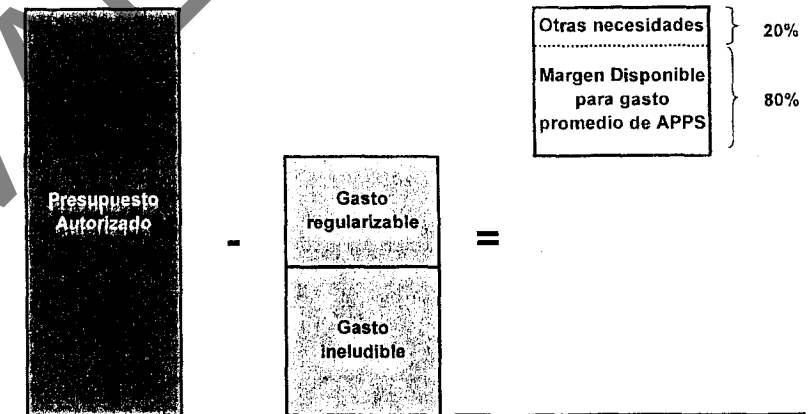 Otras necesidades
20%
Margen Disponible
para gasto
promedio de APPS
80%
Presupuesto
Autorizado
-
Gasto
regularizable
=
Gasto
ineludible